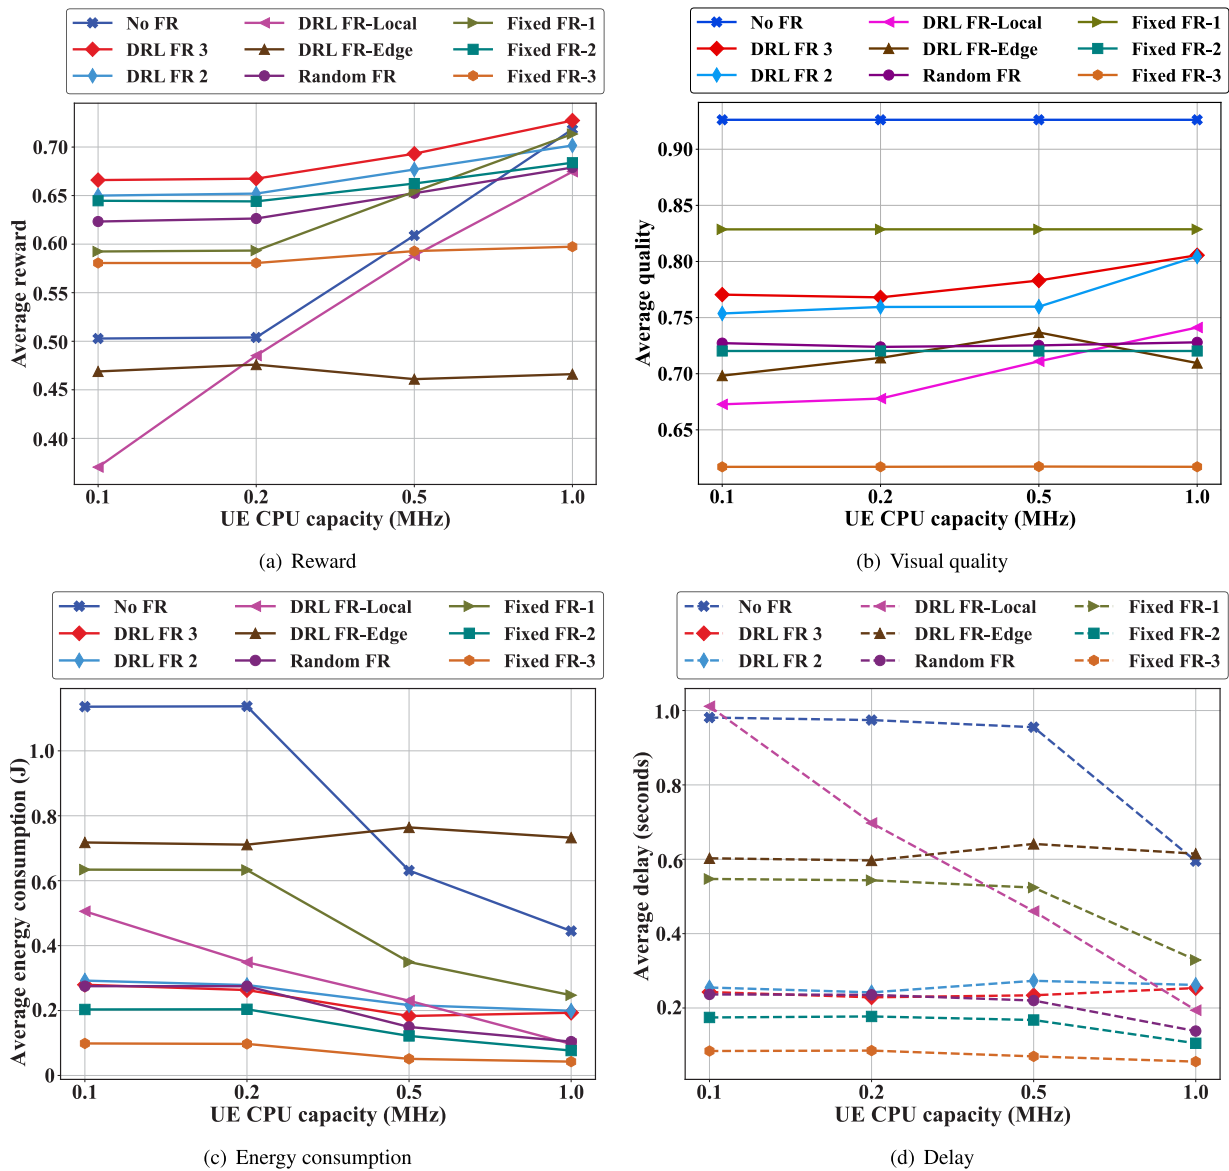 No FR DRL FR-Local Fixed FR-1
DRL FR 3 DRL FR-Edge Fixed FR-2
DRL FR 2 Random FR Fixed FR-3
Average reward
0.70
0.65
0.60
0.55
0.50
0.45
0.40
0.1 0.2 0.5 1.0
UE CPU capacity (MHz)
(a) Reward
No FR DRL FR-Local Fixed FR-1
DRL FR 3 DRL FR-Edge Fixed FR-2
DRL FR 2 Random FR Fixed FR-3
Average quality
0.90
0.85
0.80
0.75
0.70
0.65
0.1 0.2 0.5 1.0
UE CPU capacity (MHz)
(b) Visual quality
No FR DRL FR-Local Fixed FR-1
DRL FR 3 DRL FR-Edge Fixed FR-2
DRL FR 2 Random FR Fixed FR-3
Average energy consumption (J)
1.0
0.8
0.6
0.4
0.2
0
0.1 0.2 0.5 1.0
UE CPU capacity (MHz)
(c) Energy consumption
No FR DRL FR-Local Fixed FR-1
DRL FR 3 DRL FR-Edge Fixed FR-2
DRL FR 2 Random FR Fixed FR-3
Average delay (seconds)
1.0
0.8
0.6
0.4
0.2
0.1 0.2 0.5 1.0
UE CPU capacity (MHz)
(d) Delay